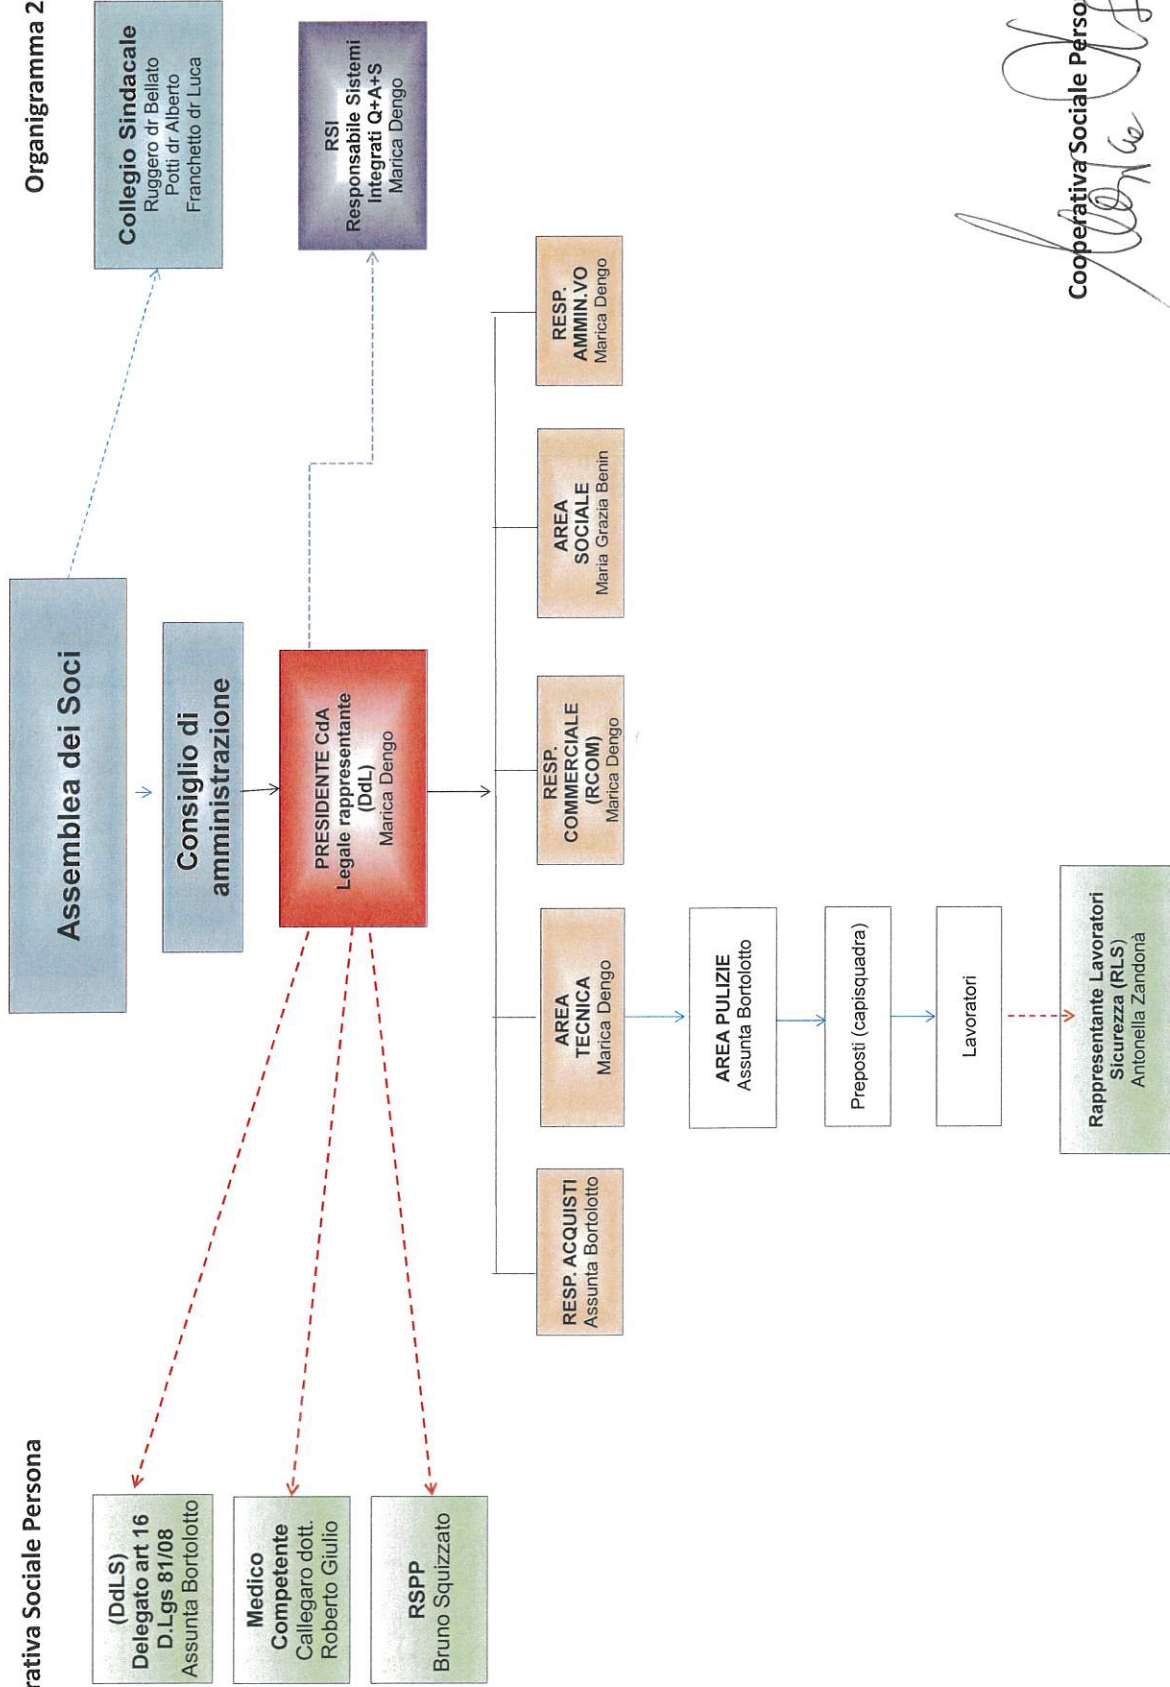 rativa Sociale Persona
Organigramma 2
Assemblea dei Soci
Collegio Sindacale
Ruggero dr Bellato
Potti dr Alberto
Franchetto dr Luca
Consiglio di
amministrazione
(DdLS)
Delegato art 16
D.Lgs 81/08
Assunta Bortolotto
Medico
Competente
Callegaro dott.
Roberto Giulio
RSPP
Bruno Squizzato
PRESIDENTE CdA
Legale rappresentante
(DdL)
Marica Dengo
RSI
Responsabile Sistemi
Integrati Q+A+S
Marica Dengo
RESP. ACQUISTI
Assunta Bortolotto
AREA
TECNICA
Marica Dengo
RESP.
COMMERCIALE
(RCOM)
Marica Dengo
AREA
SOCIALE
Maria Grazia Benin
RESP.
AMMIN.VO
Marica Dengo
AREA PULIZIE
Assunta Bortolotto
Preposti (capisquadra)
Lavoratori
Rappresentante Lavoratori
Sicurezza (RLS)
Antonella Zandonà
Cooperativa Sociale Perso